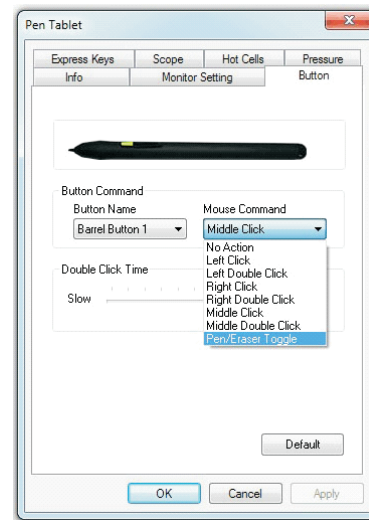 Pen Tablet
Express Keys Scope Hot Cells Pressure
Info Monitor Setting Button
Button Command
Button Name Mouse Command
Barrel Button 1 Middle Click
No Action
Left Click
Left Double Click
Double Click Time
Right Click
Slow Right Double Click
Middle Click
Middle Double Click
Pen/Eraser Toggle
Default
OK Cancel Apply